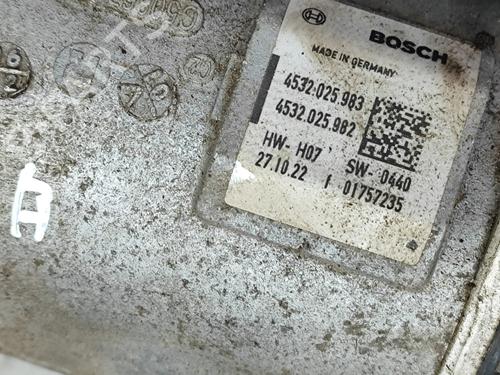 BOSCH
MADE IN GERMANY
4532.025.983
4532.025.982
HW- H07 SW- 0440
27.10.22 f 01757235
A